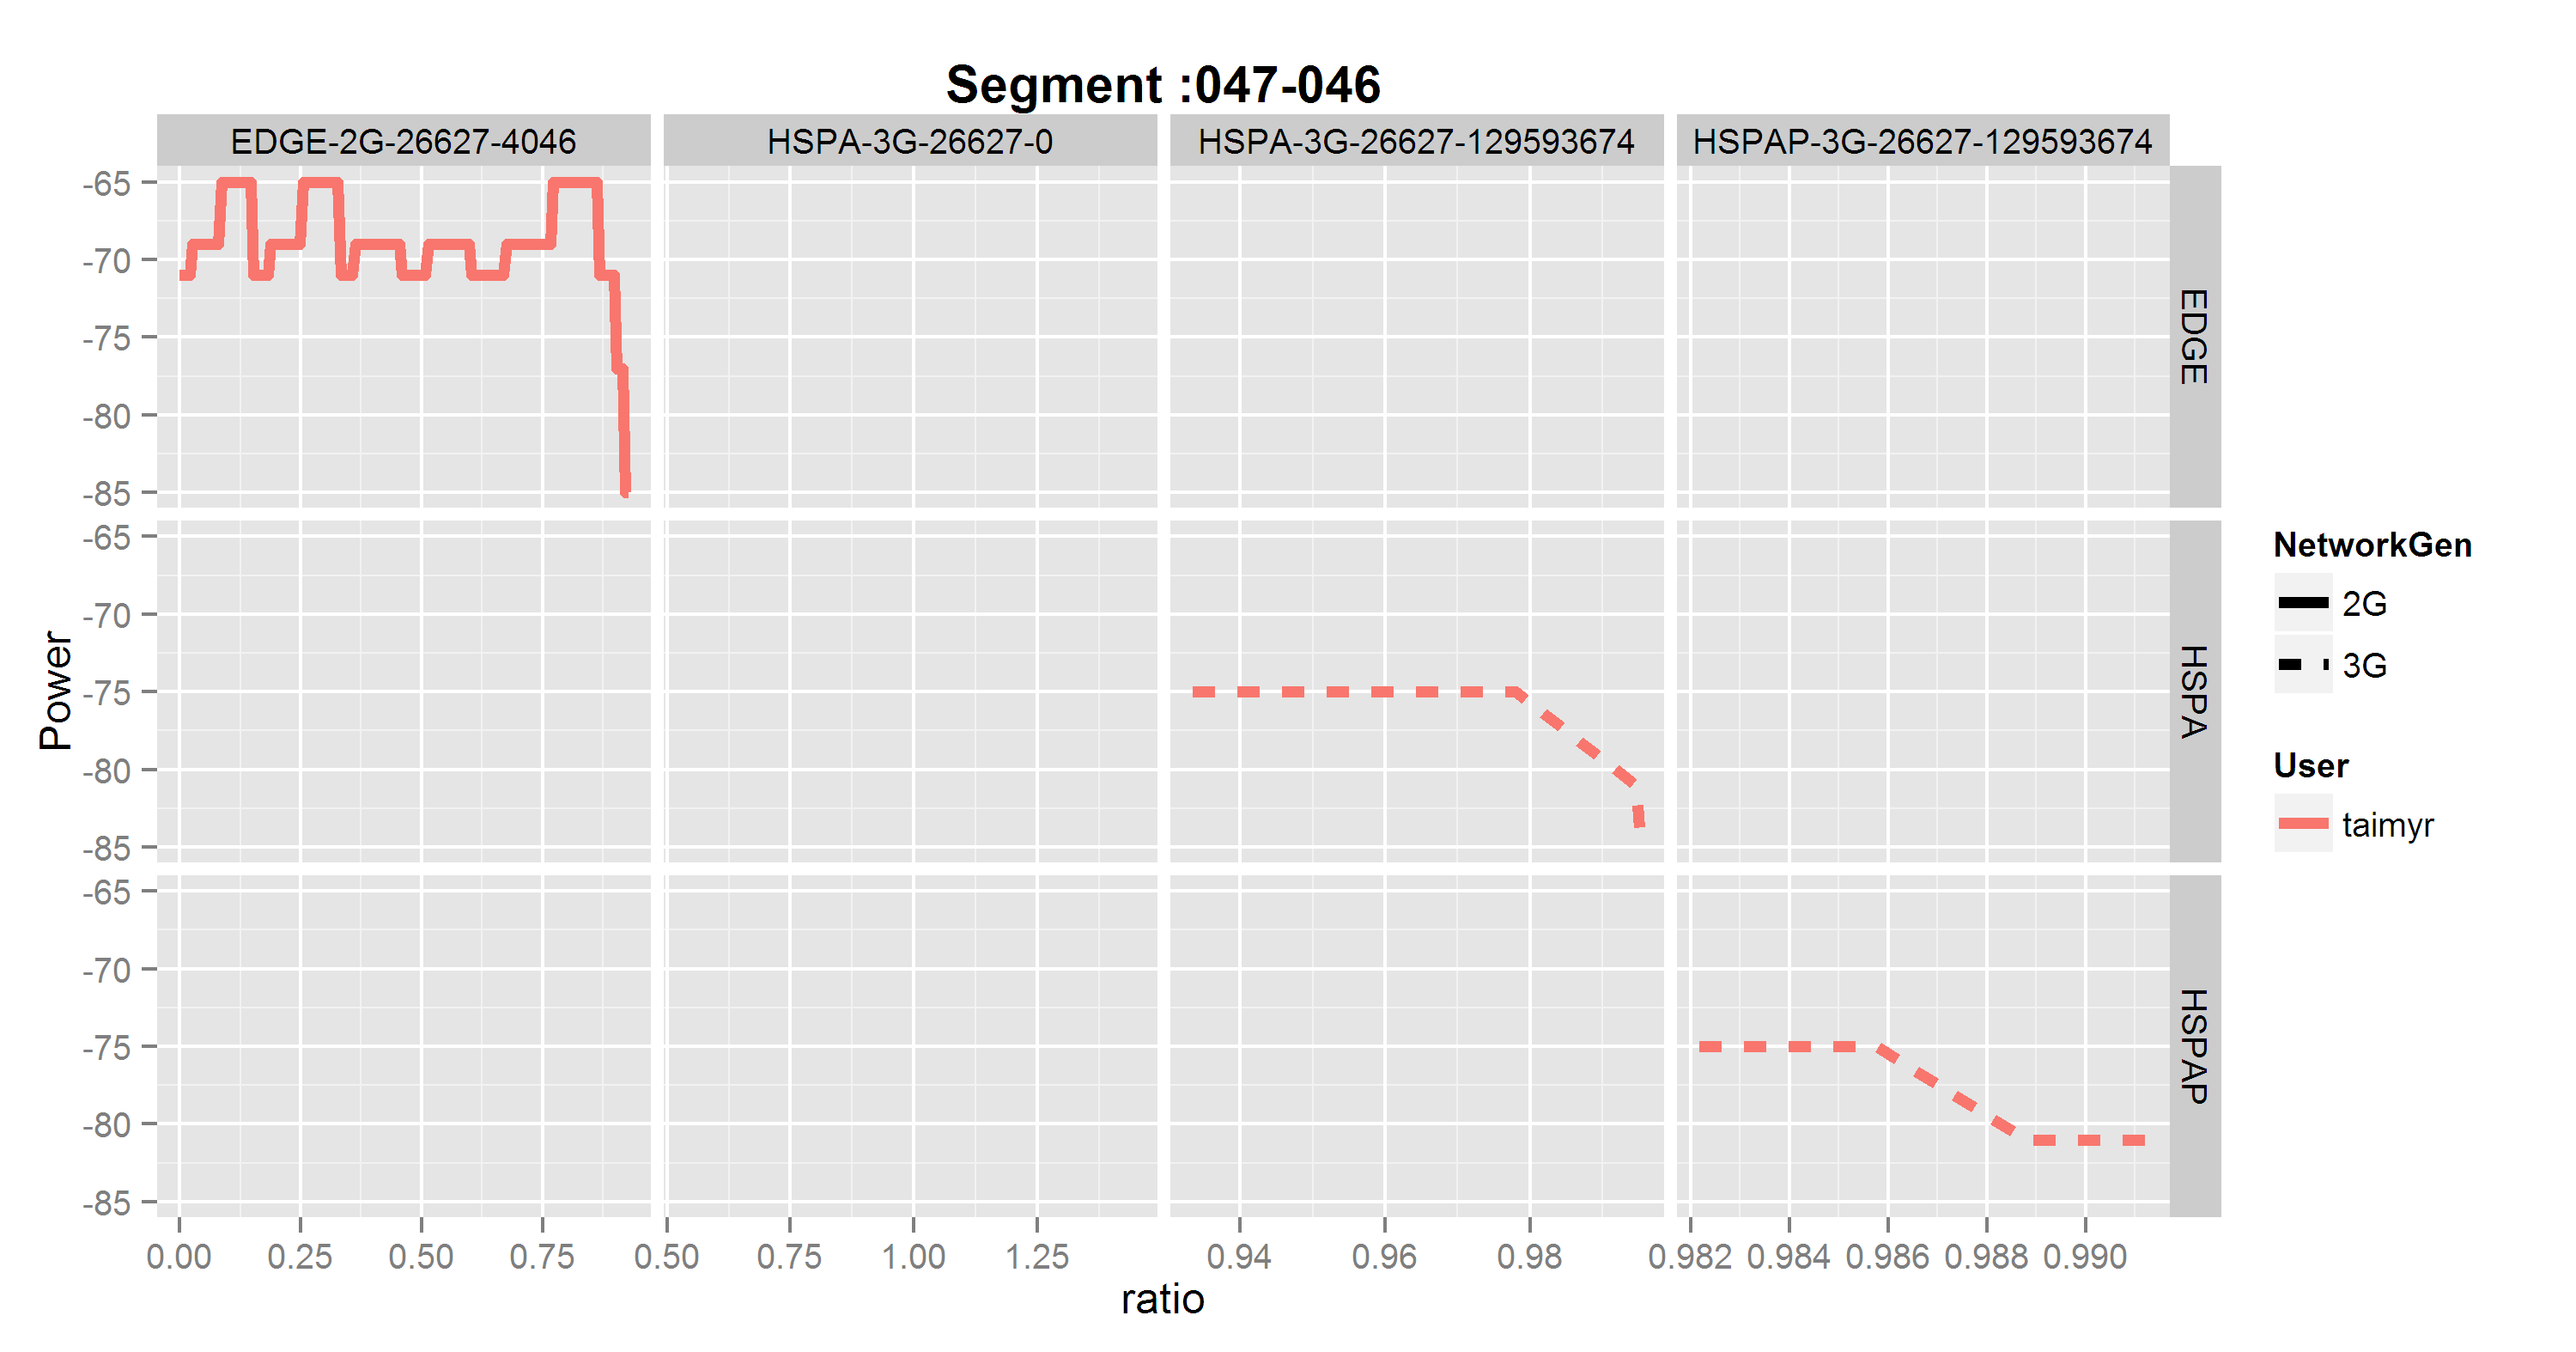 Segment :047-046
EDGE-2G-26627-4046
HSPA-3G-26627-0
HSPA-3G-26627-129593674
HSPAP-3G-26627-129593674
-65
-70
-75
-80
-85
EDGE
-65
-70
-75
-80
-85
HSPA
-65
-70
-75
-80
-85
HSPAP
Power
0.00 0.25 0.50 0.75
0.50 0.75 1.00 1.25
0.94 0.96 0.98
0.982 0.984 0.986 0.988 0.990
ratio
NetworkGen
2G
3G
User
taimyr